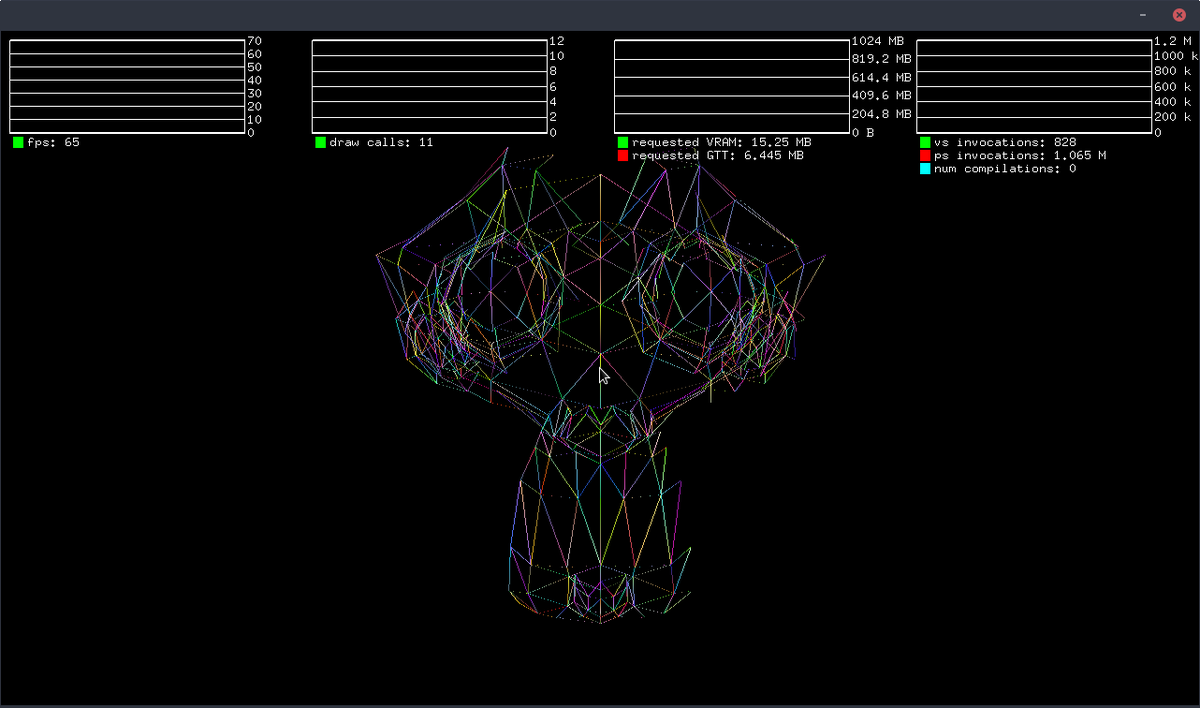 70
60
50
40
30
20
10
0
fps: 65
12
10
8
6
4
2
0
draw calls: 11
1024 MB
819.2 MB
614.4 MB
409.6 MB
204.8 MB
0 B
requested VRAM: 15.25 MB
requested GTT: 6.445 MB
1.2 M
1000 k
800 k
600 k
400 k
200 k
0
vs invocations: 828
ps invocations: 1.065 M
num compilations: 0